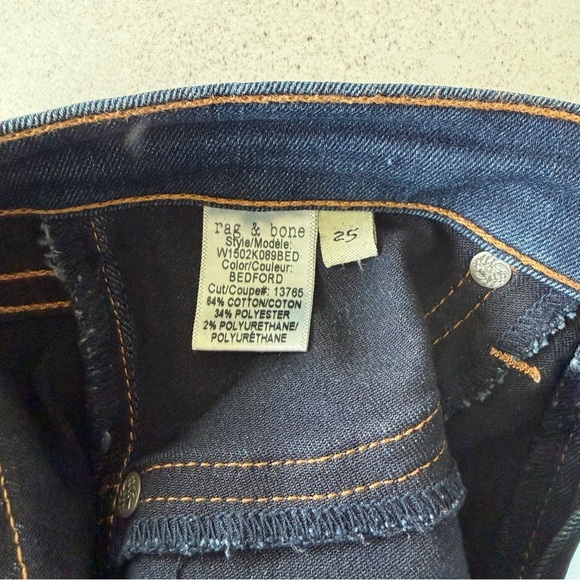 rag & bone
Style/Modèle:
W1502K089BED
Color/Couleur:
BEDFORD
Cut/Coupe#: 13765
64% COTTON/COTON
34% POLYESTER
2% POLYURETHANE/
POLYURÉTHANE
25